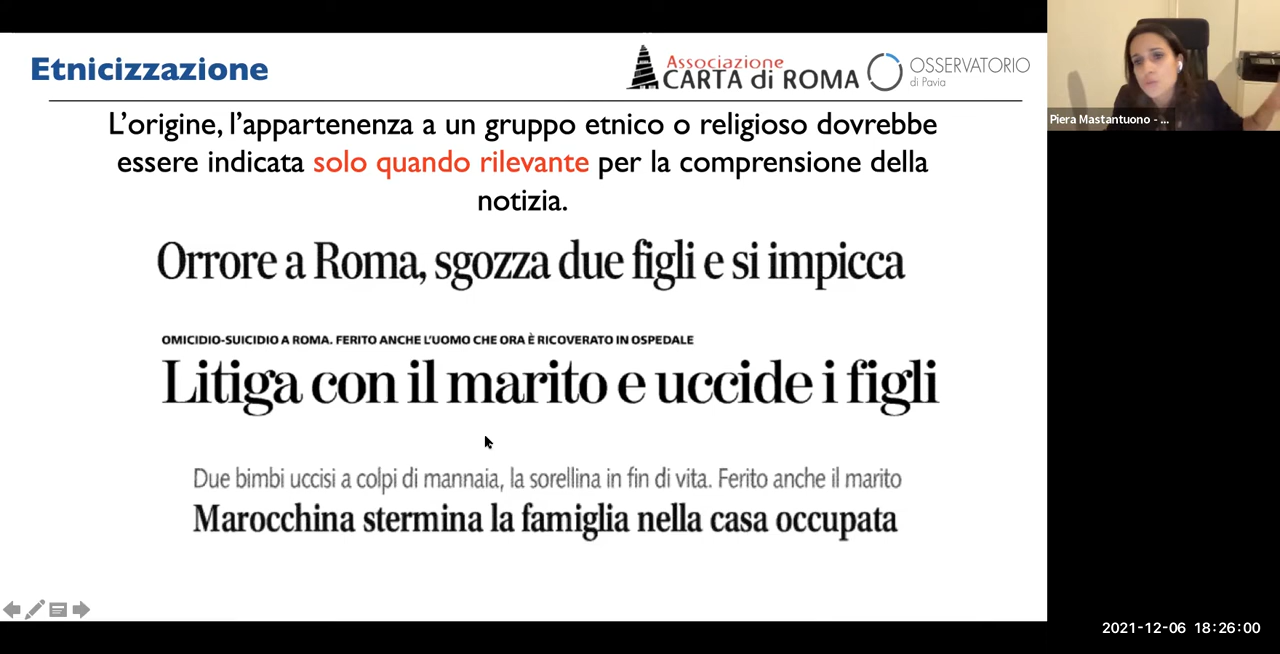 Etnicizzazione
Associazione
CARTA di ROMA
OSSERVATORIO
di Pavia
L'origine, l'appartenenza a un gruppo etnico o religioso dovrebbe
essere indicata solo quando rilevante per la comprensione della
notizia.
Orrore a Roma, sgozza due figli e si impicca
OMICIDIO-SUICIDIO A ROMA. FERITO ANCHE L'UOMO CHE ORA È RICOVERATO IN OSPEDALE
Litiga con il marito e uccide i figli
Due bimbi uccisi a colpi di mannaia, la sorellina in fin di vita. Ferito anche il marito
Marocchina stermina la famiglia nella casa occupata
Piera Mastantuono - ...
2021-12-06 18:26:00